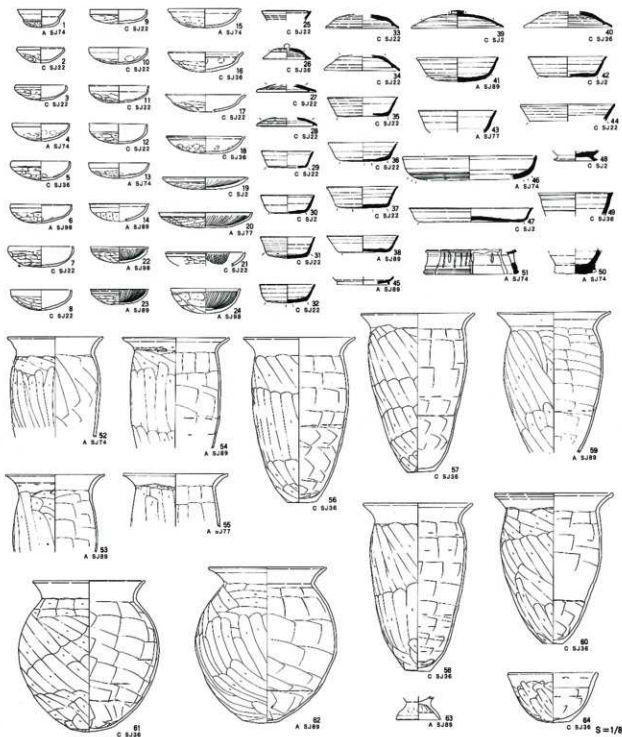 1
A SJ74
2
C SJ22
3
C SJ22
4
A SJ74
5
C SJ36
6
A SJ98
7
C SJ22
8
C SJ22
9
C SJ22
10
C SJ22
11
C SJ22
12
C SJ22
13
A SJ74
14
A SJ89
22
A SJ98
23
A SJ89
15
A SJ74
16
C SJ36
17
C SJ22
18
C SJ36
19
C SJ2
20
A SJ77
21
C SJ22
24
A SJ98
25
C SJ22
26
C SJ36
27
C SJ22
28
C SJ22
29
C SJ22
30
C SJ2
31
C SJ22
32
C SJ22
33
C SJ22
34
C SJ22
35
C SJ22
36
C SJ22
37
C SJ22
38
A SJ89
45
A SJ89
39
C SJ2
41
A SJ89
43
A SJ77
46
A SJ74
47
C SJ2
51
A SJ74
40
C SJ36
42
C SJ2
44
C SJ22
48
C SJ2
49
C SJ36
50
A SJ74
52
A SJ74
54
A SJ89
56
C SJ36
57
C SJ36
59
A SJ89
53
A SJ89
55
A SJ77
58
C SJ36
60
C SJ36
61
C SJ36
62
A SJ89
63
A SJ89
64
C SJ36
S=1/8